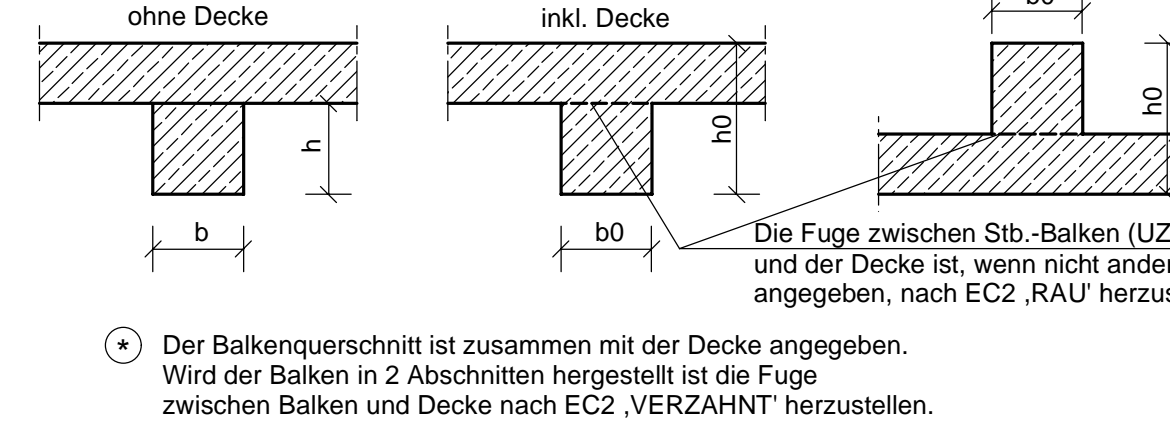 ohne Decke
inkl. Decke
b0
h
h0
h0
b
b0
Die Fuge zwischen Stb.-Balken (UZ
und der Decke ist, wenn nicht
angegeben, nach EC2 ,RAU'
* Der Balkenquerschnitt ist zusammen mit der Decke angegeben.
Wird der Balken in 2 Abschnitten hergestellt ist die Fuge
zwischen Balken und Decke nach EC2 ,VERZAHNT' herzustellen.